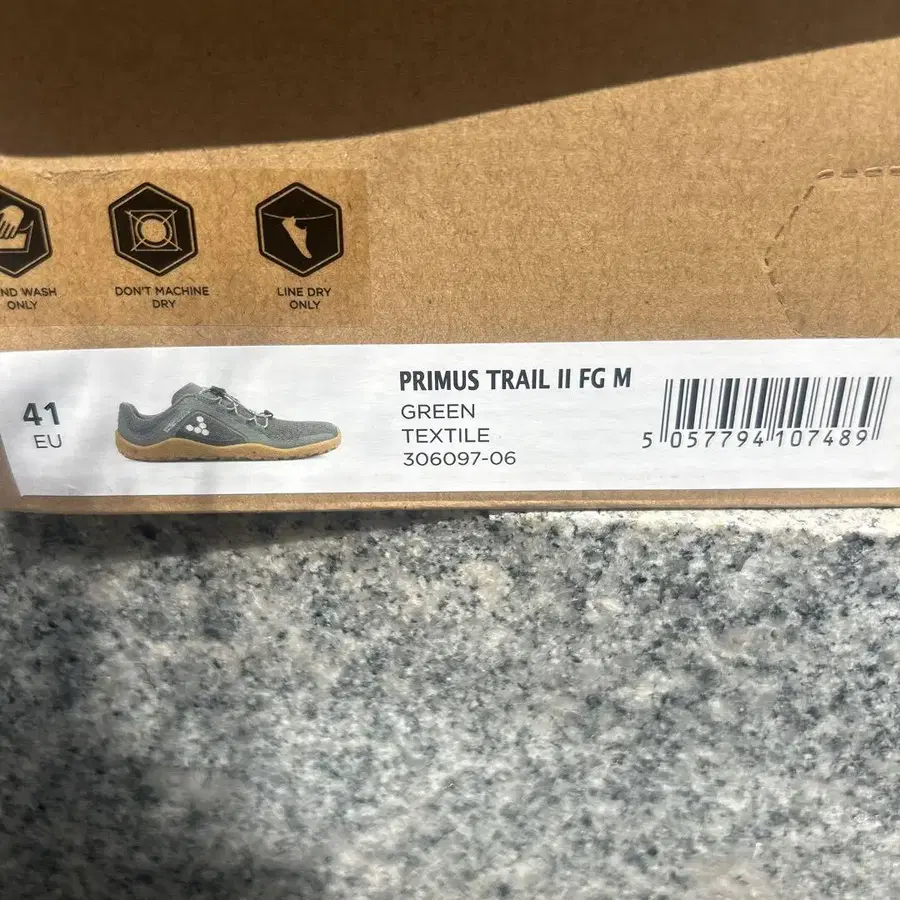 ND WASH
ONLY
DON'T MACHINE
DRY
LINE DRY
ONLY
41
EU
PRIMUS TRAIL II FG M
GREEN
TEXTILE
306097-06
5 057794 107489